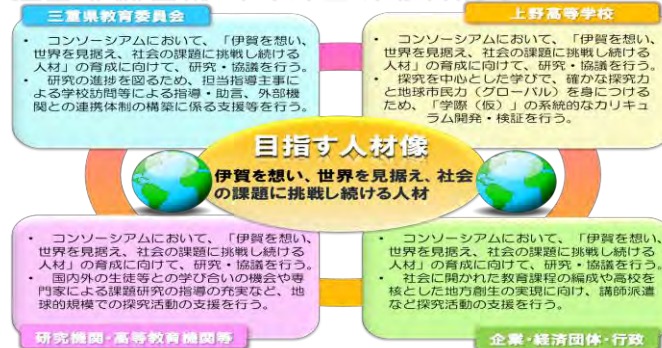 三重県教育委員会
・ コンソーシアムにおいて、「伊賀を想い、
世界を見据え、社会の課題に挑戦し続ける
人材」の育成に向けて、研究・協議を行う。
・ 研究の進捗を図るため、担当指導主事に
よる学校訪問等による指導・助言、外部機
関との連携体制の構築に係る支援等を行う。
上野高等学校
・ コンソーシアムにおいて、「伊賀を想い、
世界を見据え、社会の課題に挑戦し続ける
人材」の育成に向けて、研究・協議を行う。
・ 探究を中心とした学びで、確かな探究力
と地球市民力（グローバル）を身につける
ため、「学際（仮）」の系統的なカリキュ
ラム開発・検証を行う。
目指す人材像
伊賀を想い、世界を見据え、社会
の課題に挑戦し続ける人材
・ コンソーシアムにおいて、「伊賀を想い、
世界を見据え、社会の課題に挑戦し続ける
人材」の育成に向けて、研究・協議を行う。
・ 国内外の生徒等との学び合いの機会や専
門家による課題研究の指導の充実など、地
球的規模での探究活動の支援を行う。
研究機関・高等教育機関等
・ コンソーシアムにおいて、「伊賀を想い、
世界を見据え、社会の課題に挑戦し続ける
人材」の育成に向けて、研究・協議を行う。
・ 社会に開かれた教育課程の編成や高校を
核とした地方創生の実現に向け、講師派遣
など探究活動の支援を行う。
企業・経済団体・行政